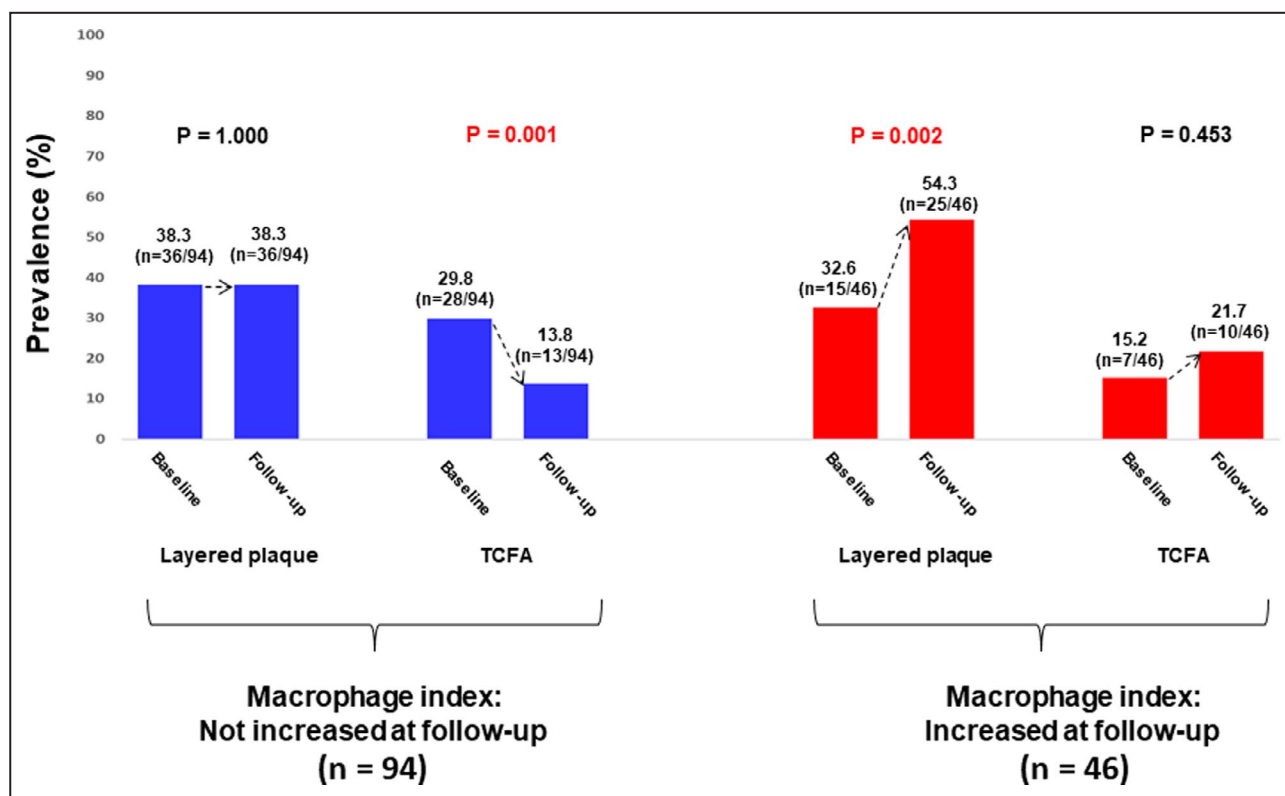 Prevalence (%)
100
90
80
70
60
50
40
30
20
10
0
P = 1.000
P = 0.001
P = 0.002
P = 0.453
38.3
(n=36/94)
38.3
(n=36/94)
29.8
(n=28/94)
13.8
(n=13/94)
32.6
(n=15/46)
54.3
(n=25/46)
15.2
(n=7/46)
21.7
(n=10/46)
Baseline
Follow-up
Baseline
Follow-up
Baseline
Follow-up
Baseline
Follow-up
Layered plaque
TCFA
Layered plaque
TCFA
Macrophage index:
Not increased at follow-up
(n = 94)
Macrophage index:
Increased at follow-up
(n = 46)